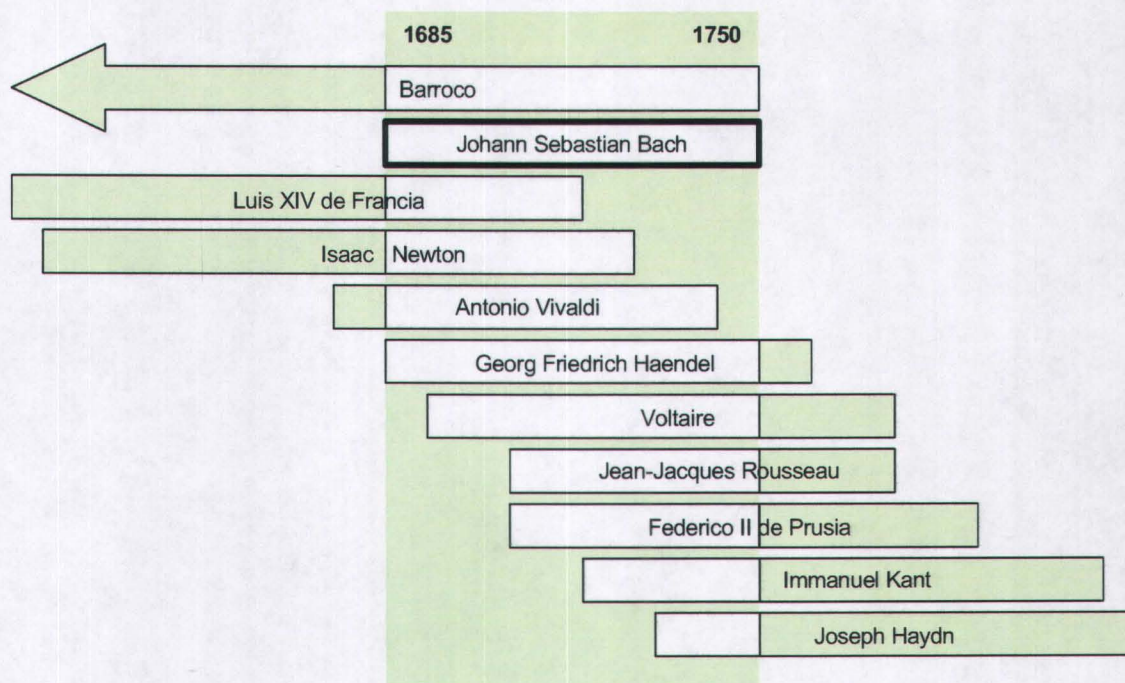 1685 1750
Barroco
Johann Sebastian Bach
Luis XIV de Francia
Isaac Newton
Antonio Vivaldi
Georg Friedrich Haendel
Voltaire
Jean-Jacques Rousseau
Federico II de Prusia
Immanuel Kant
Joseph Haydn